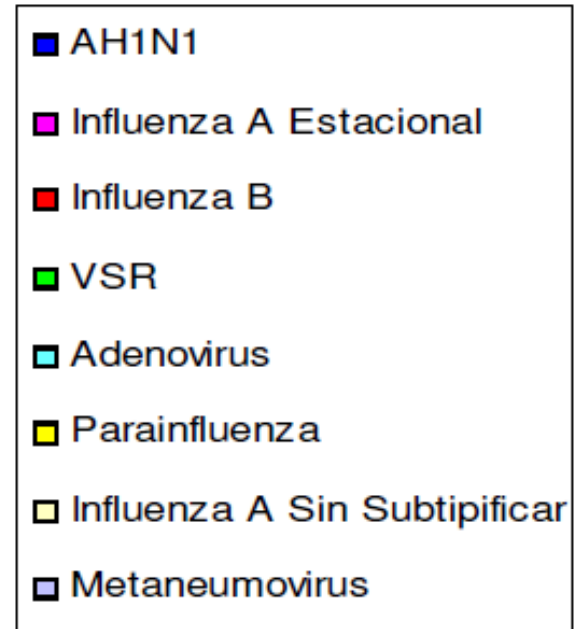 AH1N1
Influenza A Estacional
Influenza B
VSR
Adenovirus
Parainfluenza
Influenza A Sin Subtipificar
Metaneumovirus